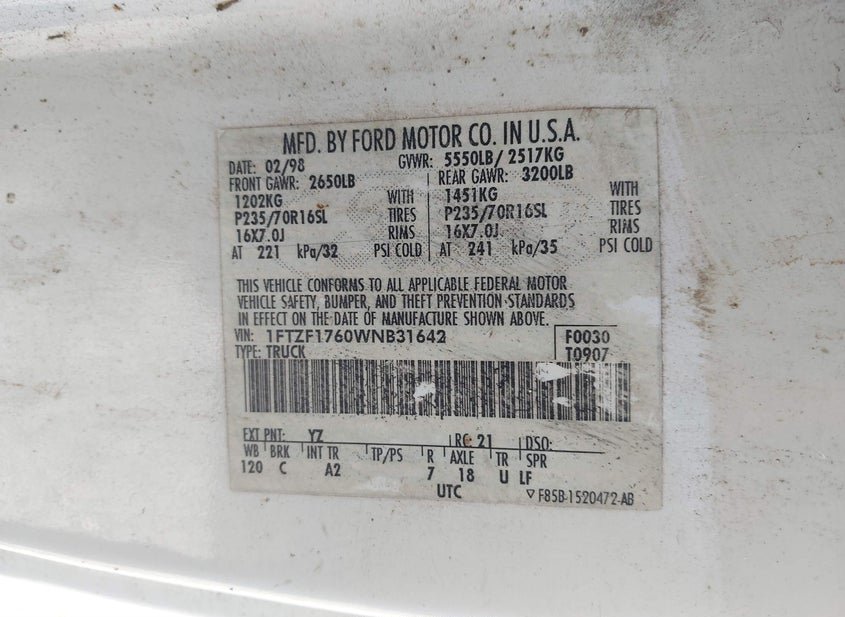 MFD. BY FORD MOTOR CO. IN U.S.A.
DATE: 02/98 GVWR: 5550LB/ 2517KG
FRONT GAWR: 2650LB REAR GAWR: 3200LB
1202KG WITH 1451KG WITH
P235/70R16SL TIRES P235/70R16SL TIRES
16X7.0J RIMS 16X7.0J RIMS
AT 221 kPa/32 PSI COLD AT 241 kPa/35 PSI COLD
THIS VEHICLE CONFORMS TO ALL APPLICABLE FEDERAL MOTOR
VEHICLE SAFETY, BUMPER, AND THEFT PREVENTION STANDARDS
IN EFFECT ON THE DATE OF MANUFACTURE SHOWN ABOVE.
VIN: 1FTZF1760WNB31642 F0030
TYPE: TRUCK T0907
EXT PNT: YZ RC: 21 DSO:
WB BRK INT TR TP/PS R AXLE TR SPR
120 C A2 7 18 U LF
UTC ▽ F85B-1520472-AB